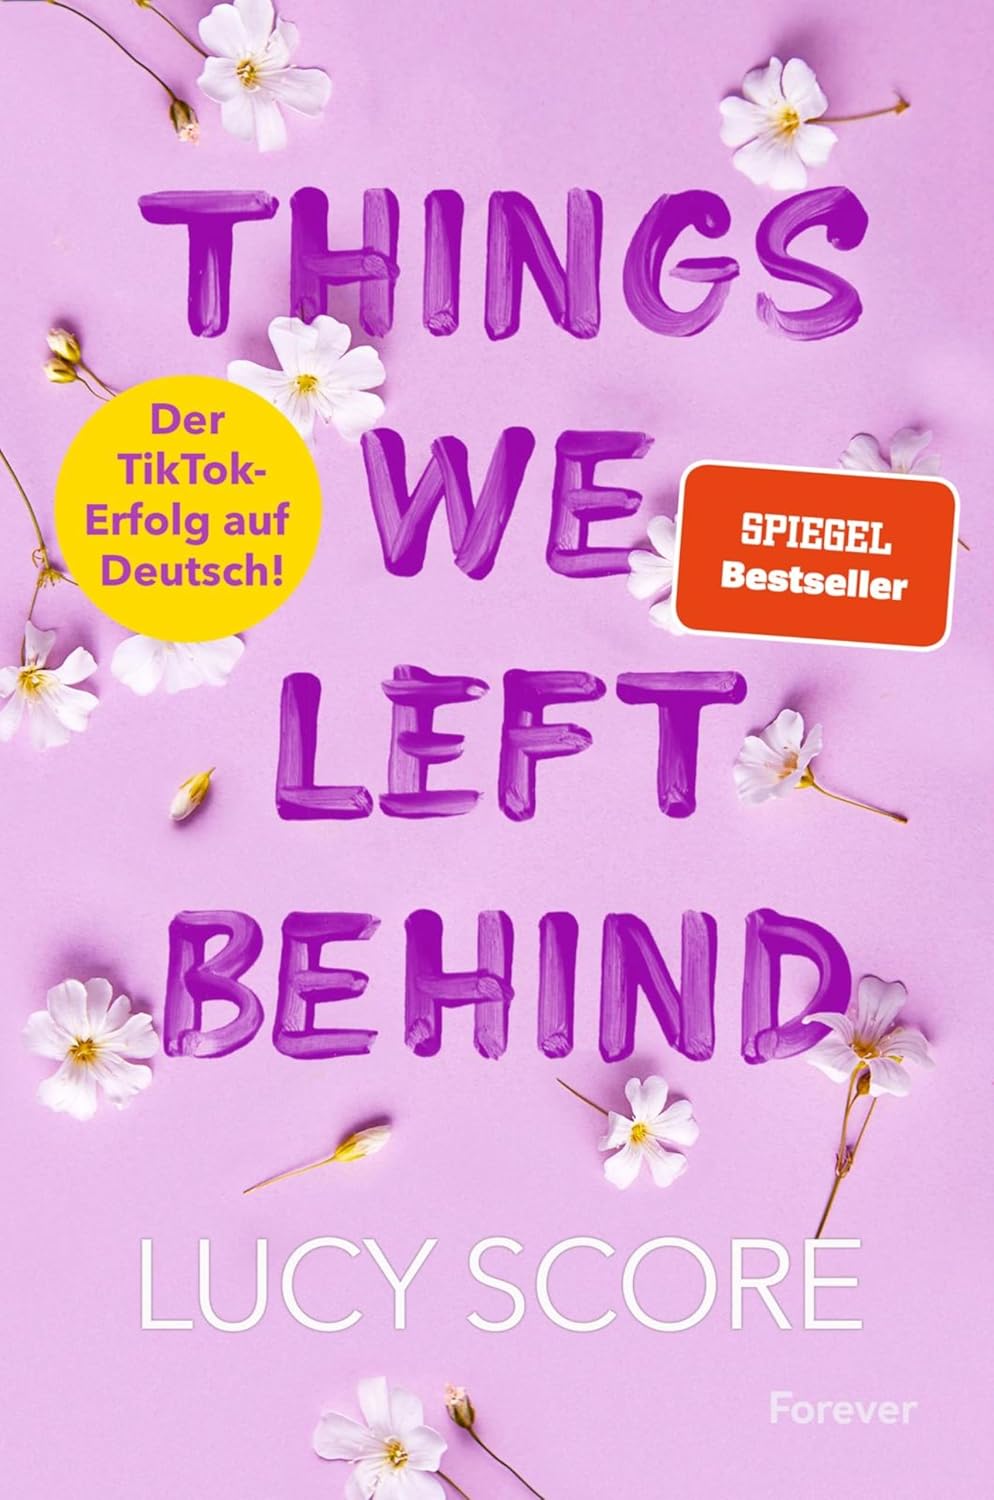 THINGS
Der
TikTok-
Erfolg auf
Deutsch!
WE
SPIEGEL
Bestseller
LEFT
BEHIND
LUCY SCORE
Forever